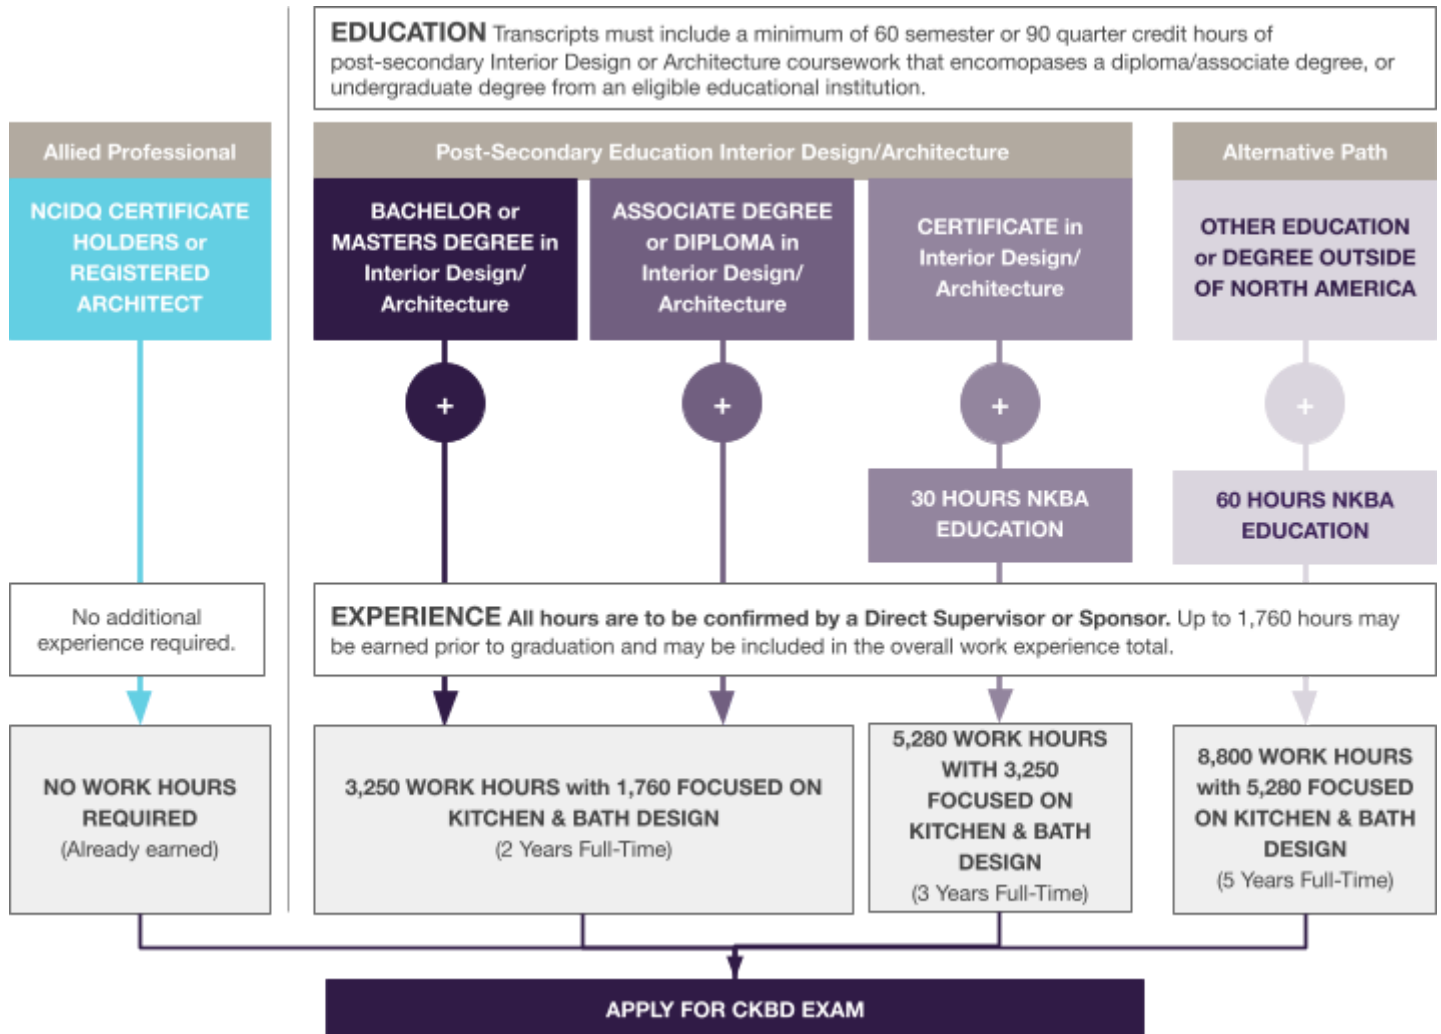 EDUCATION Transcripts must include a minimum of 60 semester or 90 quarter credit hours of
post-secondary Interior Design or Architecture coursework that encomopases a diploma/associate degree, or
undergraduate degree from an eligible educational institution.
Allied Professional
Post-Secondary Education Interior Design/Architecture
Alternative Path
NCIDQ CERTIFICATE
HOLDERS or
REGISTERED
ARCHITECT
BACHELOR or
MASTERS DEGREE in
Interior Design/
Architecture
ASSOCIATE DEGREE
or DIPLOMA in
Interior Design/
Architecture
CERTIFICATE in
Interior Design/
Architecture
OTHER EDUCATION
or DEGREE OUTSIDE
OF NORTH AMERICA
+
+
+
+
30 HOURS NKBA
EDUCATION
60 HOURS NKBA
EDUCATION
No additional
experience required.
EXPERIENCE All hours are to be confirmed by a Direct Supervisor or Sponsor. Up to 1,760 hours may
be earned prior to graduation and may be included in the overall work experience total.
NO WORK HOURS
REQUIRED
(Already earned)
3,250 WORK HOURS with 1,760 FOCUSED ON
KITCHEN & BATH DESIGN
(2 Years Full-Time)
5,280 WORK HOURS
WITH 3,250
FOCUSED ON
KITCHEN & BATH
DESIGN
(3 Years Full-Time)
8,800 WORK HOURS
with 5,280 FOCUSED
ON KITCHEN & BATH
DESIGN
(5 Years Full-Time)
APPLY FOR CKBD EXAM